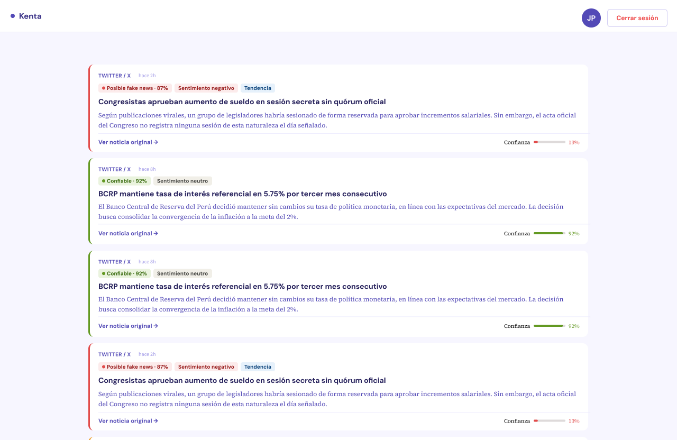 Kenta
JP
Cerrar sesión
TWITTER / X · hace 2h
Posible fake news · 87%
Sentimiento negativo
Tendencia
Congresistas aprueban aumento de sueldo en sesión secreta sin quórum oficial
Según publicaciones virales, un grupo de legisladores habría sesionado de forma reservada para aprobar incrementos salariales. Sin embargo, el acta oficial
del Congreso no registra ninguna sesión de esta naturaleza el día señalado.
Ver noticia original →
Confianza
13%
TWITTER / X
Confiable · 92%
Sentimiento neutro
BCRP mantiene tasa de interés referencial en 5.75% por tercer mes consecutivo
El Banco Central de Reserva del Perú decidió mantener sin cambios su tasa de política monetaria, en línea con las expectativas del mercado. La decisión
busca consolidar la convergencia de la inflación a la meta del 2%.
Ver noticia original →
Confianza
92%
TWITTER / X
Confiable · 92%
Sentimiento neutro
BCRP mantiene tasa de interés referencial en 5.75% por tercer mes consecutivo
El Banco Central de Reserva del Perú decidió mantener sin cambios su tasa de política monetaria, en línea con las expectativas del mercado. La decisión
busca consolidar la convergencia de la inflación a la meta del 2%.
Ver noticia original →
Confianza
92%
TWITTER / X · hace 2h
Posible fake news · 87%
Sentimiento negativo
Tendencia
Congresistas aprueban aumento de sueldo en sesión secreta sin quórum oficial
Según publicaciones virales, un grupo de legisladores habría sesionado de forma reservada para aprobar incrementos salariales. Sin embargo, el acta oficial
del Congreso no registra ninguna sesión de esta naturaleza el día señalado.
Ver noticia original →
Confianza
13%